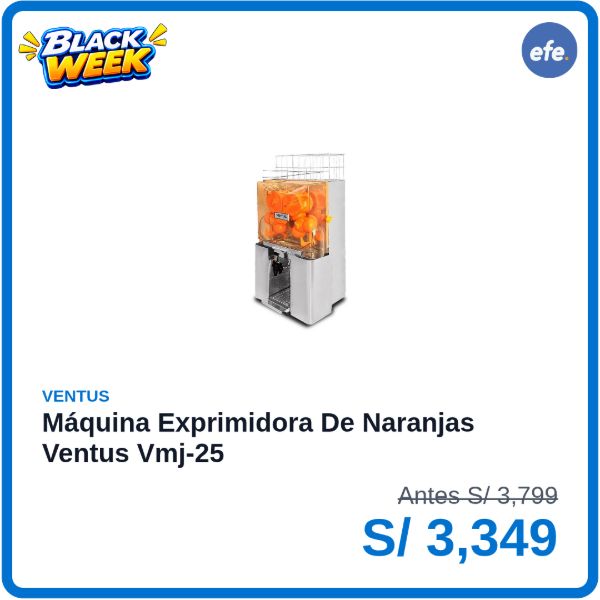 BLACK
WEEK
efe.
VENTUS
Máquina Exprimidora De Naranjas
Ventus Vmj-25
Antes S/ 3,799
S/ 3,349